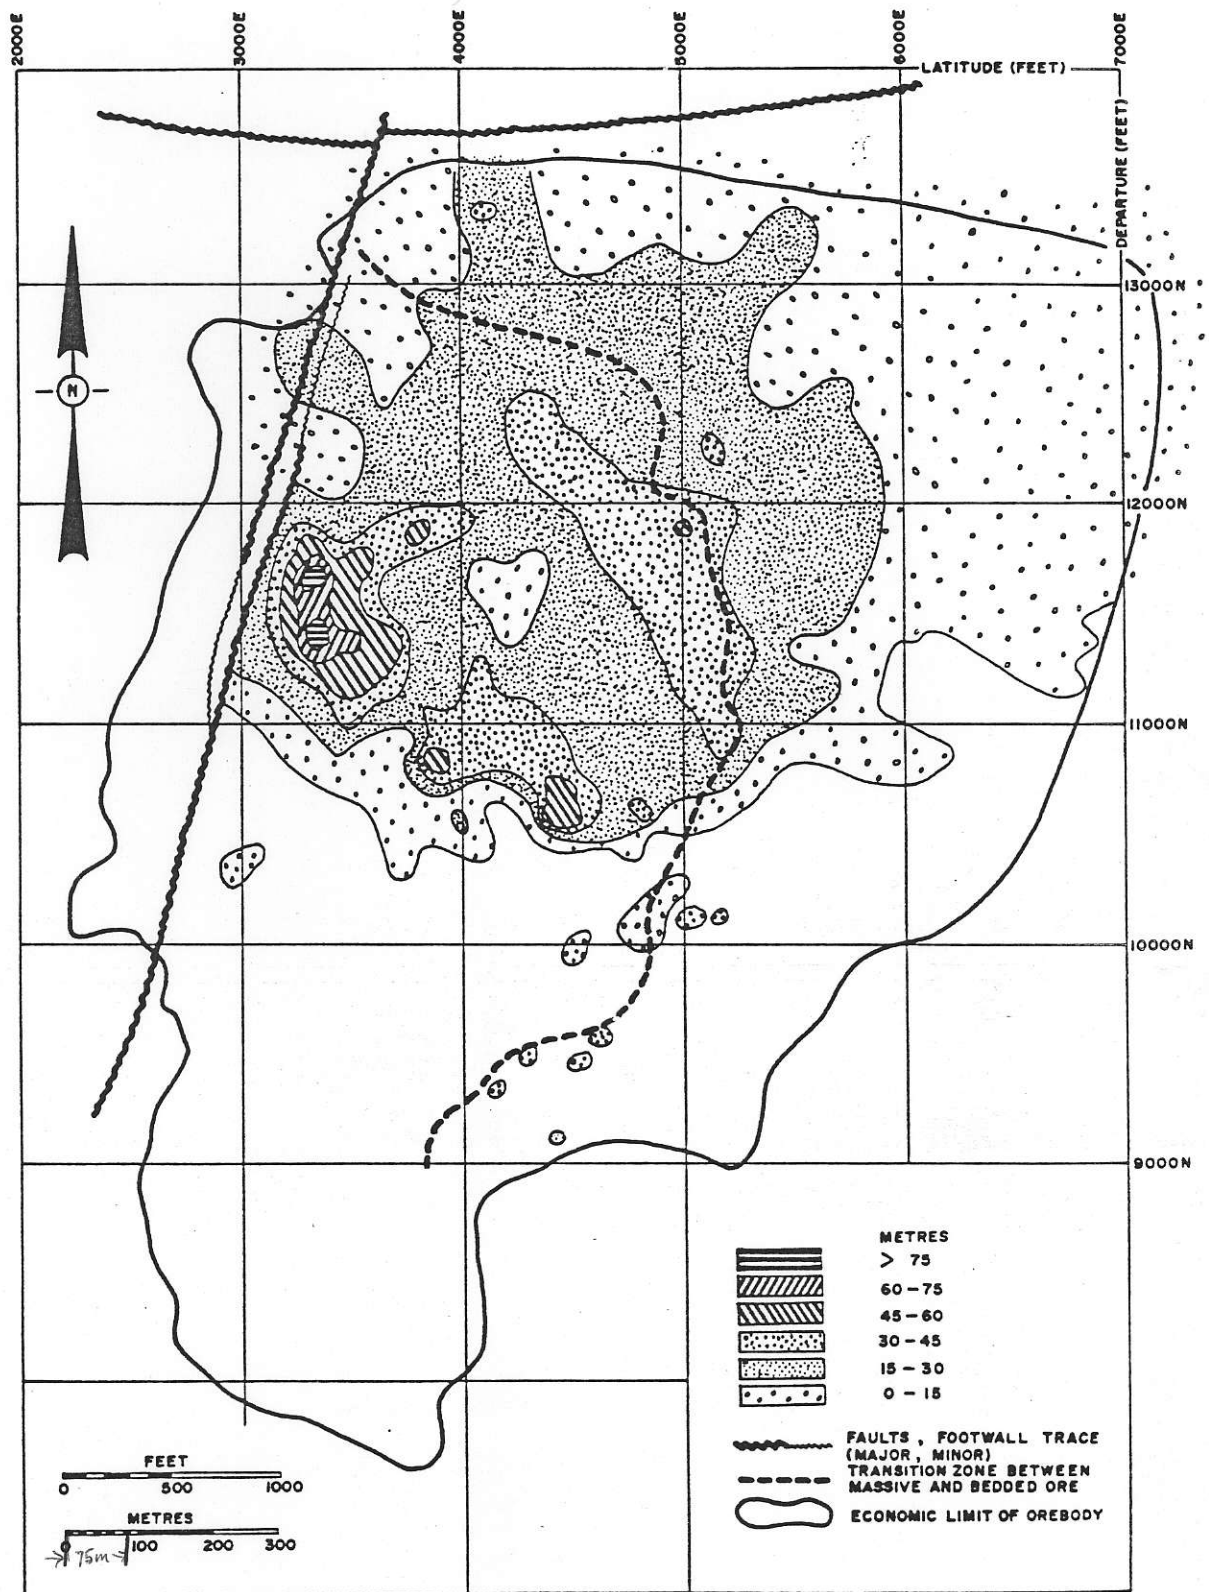 2000E
3000E
4000E
5000E
6000E
7000E
LATITUDE (FEET)
DEPARTURE (FEET)
13000N
N
12000N
11000N
10000N
9000N
METRES
> 75
60 – 75
45 – 60
30 – 45
15 – 30
0 – 15
FAULTS, FOOTWALL TRACE
(MAJOR, MINOR)
TRANSITION ZONE BETWEEN
MASSIVE AND BEDDED ORE
ECONOMIC LIMIT OF OREBODY
FEET
0 500 1000
METRES
0 100 200 300
75m